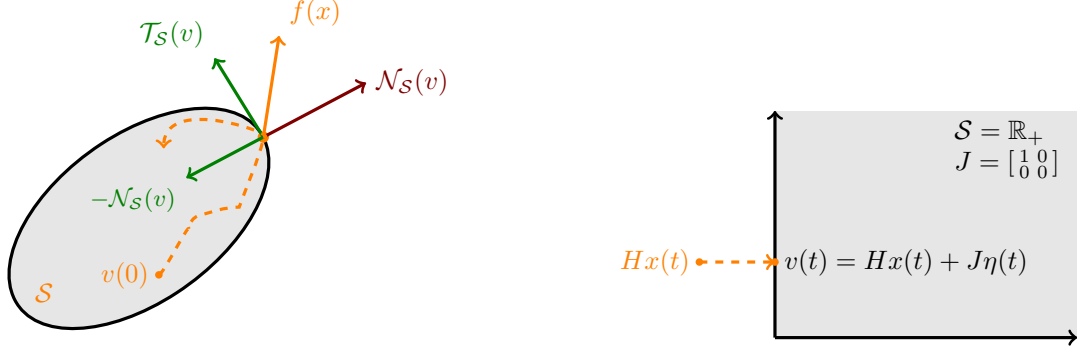 f(x)
𝒯_𝒮(v)
𝒩_𝒮(v)
−𝒩_𝒮(v)
v(0)
𝒮
𝒮 = ℝ₊
J = [1 0
0 0]
Hx(t)
v(t) = Hx(t) + Jη(t)